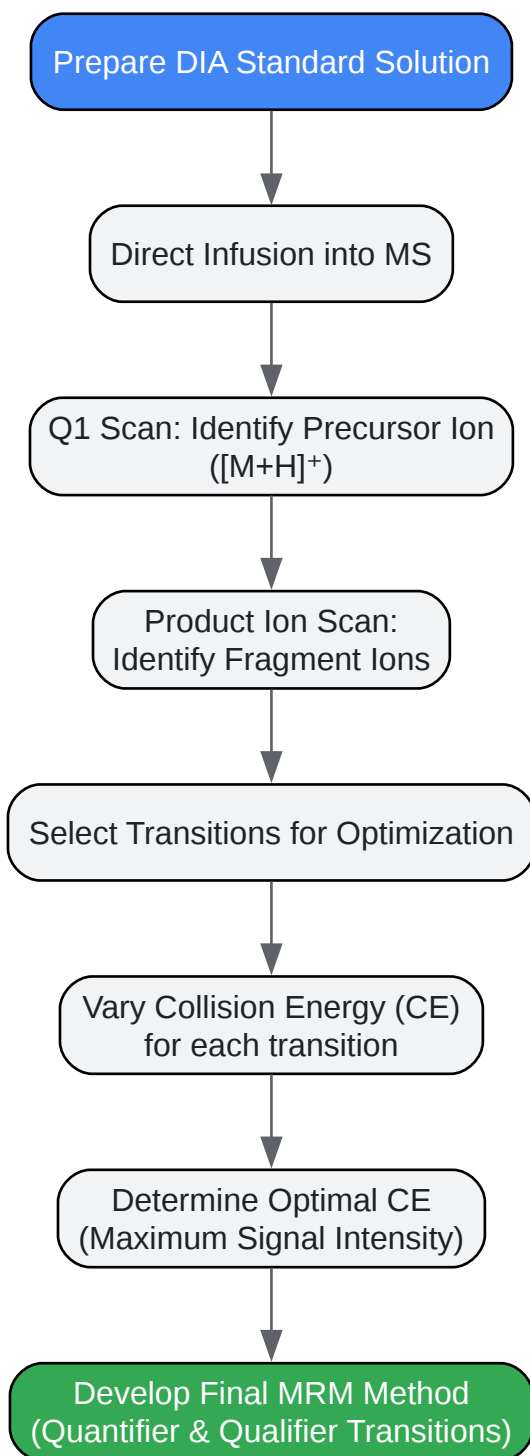 Prepare DIA Standard Solution
Direct Infusion into MS
Q1 Scan: Identify Precursor Ion
([M+H]⁺)
Product Ion Scan:
Identify Fragment Ions
Select Transitions for Optimization
Vary Collision Energy (CE)
for each transition
Determine Optimal CE
(Maximum Signal Intensity)
Develop Final MRM Method
(Quantifier & Qualifier Transitions)